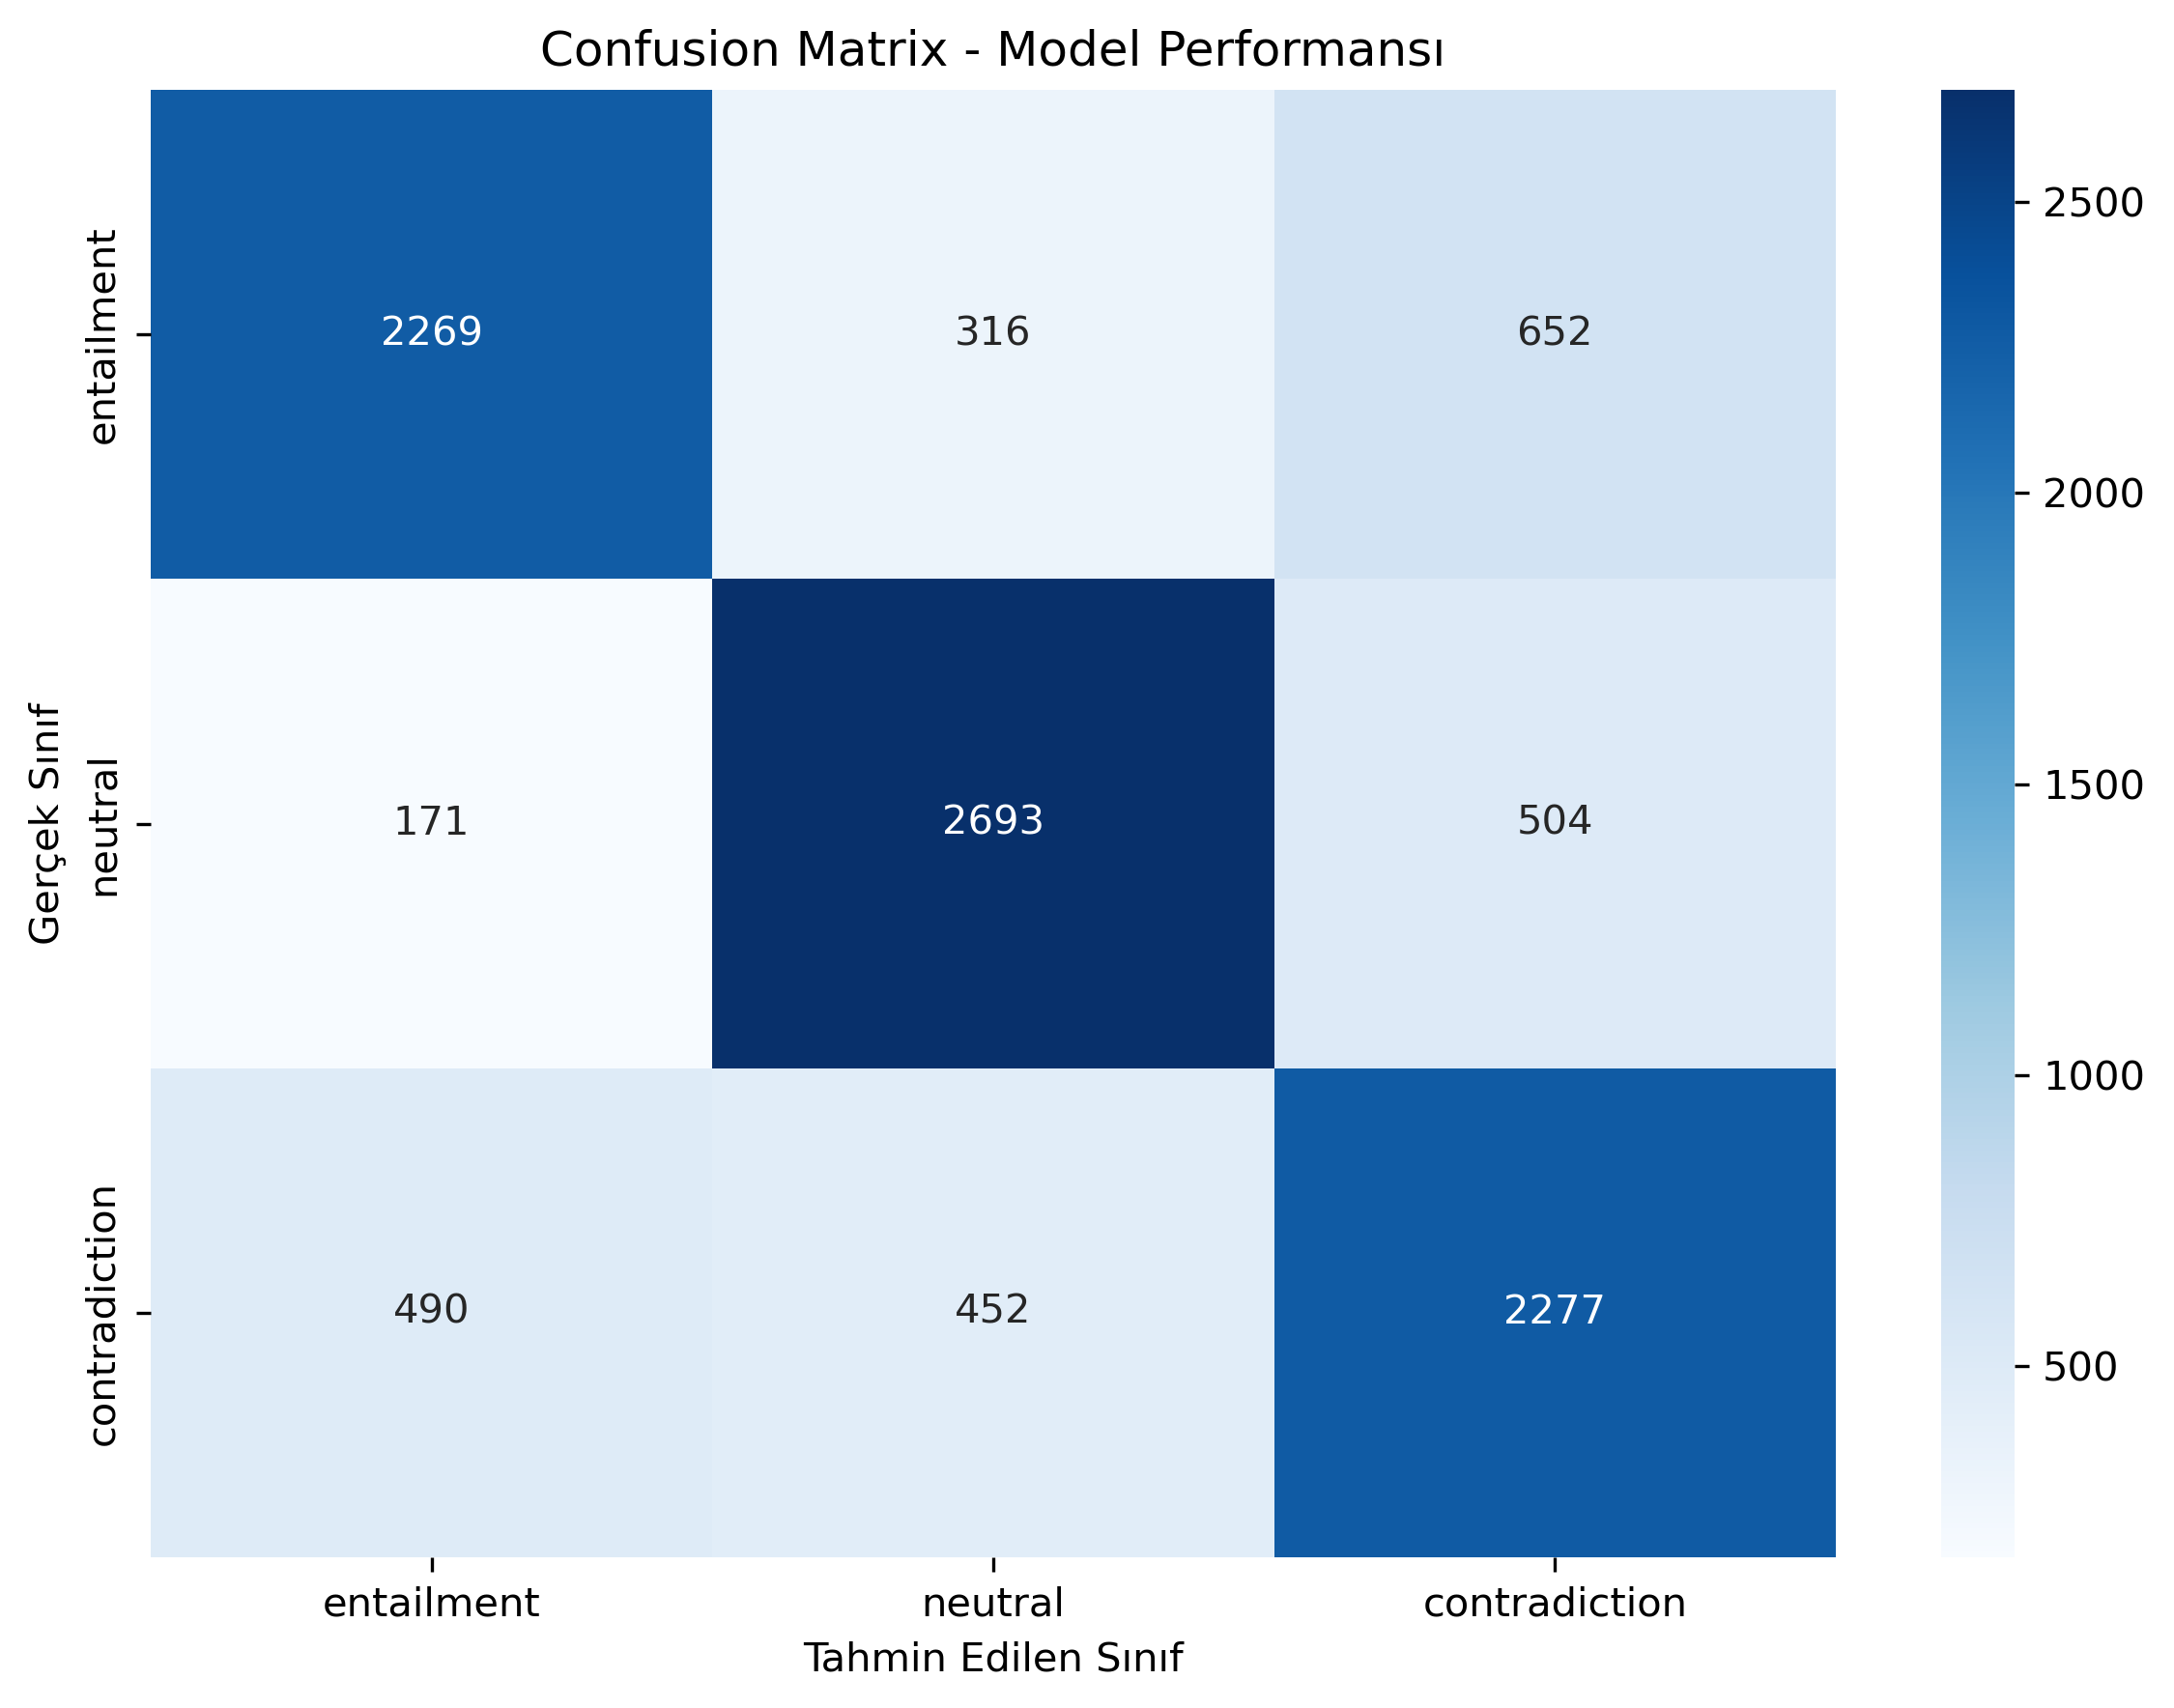 Confusion Matrix - Model Performansı
Gerçek Sınıf
entailment
2269 316 652
neutral
171 2693 504
contradiction
490 452 2277
entailment neutral contradiction
Tahmin Edilen Sınıf
2500
2000
1500
1000
500